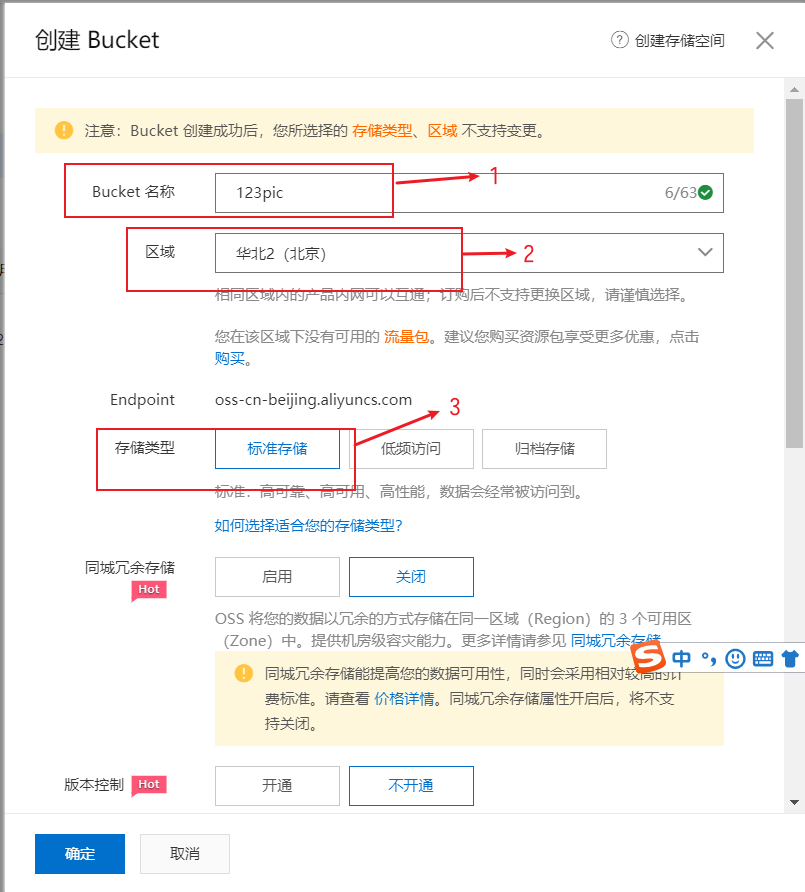 创建 Bucket
? 创建存储空间
注意：Bucket 创建成功后，您所选择的 存储类型、区域 不支持变更。
Bucket 名称 123pic 6/63
1
区域 华北2（北京）
2
相同区域内的产品内网可以互通；订购后不支持更换区域，请谨慎选择。
您在该区域下没有可用的 流量包。建议您购买资源包享受更多优惠，点击
购买。
Endpoint oss-cn-beijing.aliyuncs.com
3
存储类型 标准存储 低频访问 归档存储
标准：高可靠、高可用、高性能，数据会经常被访问到。
如何选择适合您的存储类型？
同城冗余存储 启用 关闭
Hot
OSS 将您的数据以冗余的方式存储在同一区域（Region）的 3 个可用区
（Zone）中。提供机房级容灾能力。更多详情请参见 同城冗余存储
S 中 °,
同城冗余存储能提高您的数据可用性，同时会采用相对较高的计
费标准。请查看 价格详情。同城冗余存储属性开启后，将不支
持关闭。
版本控制 Hot 开通 不开通
确定 取消